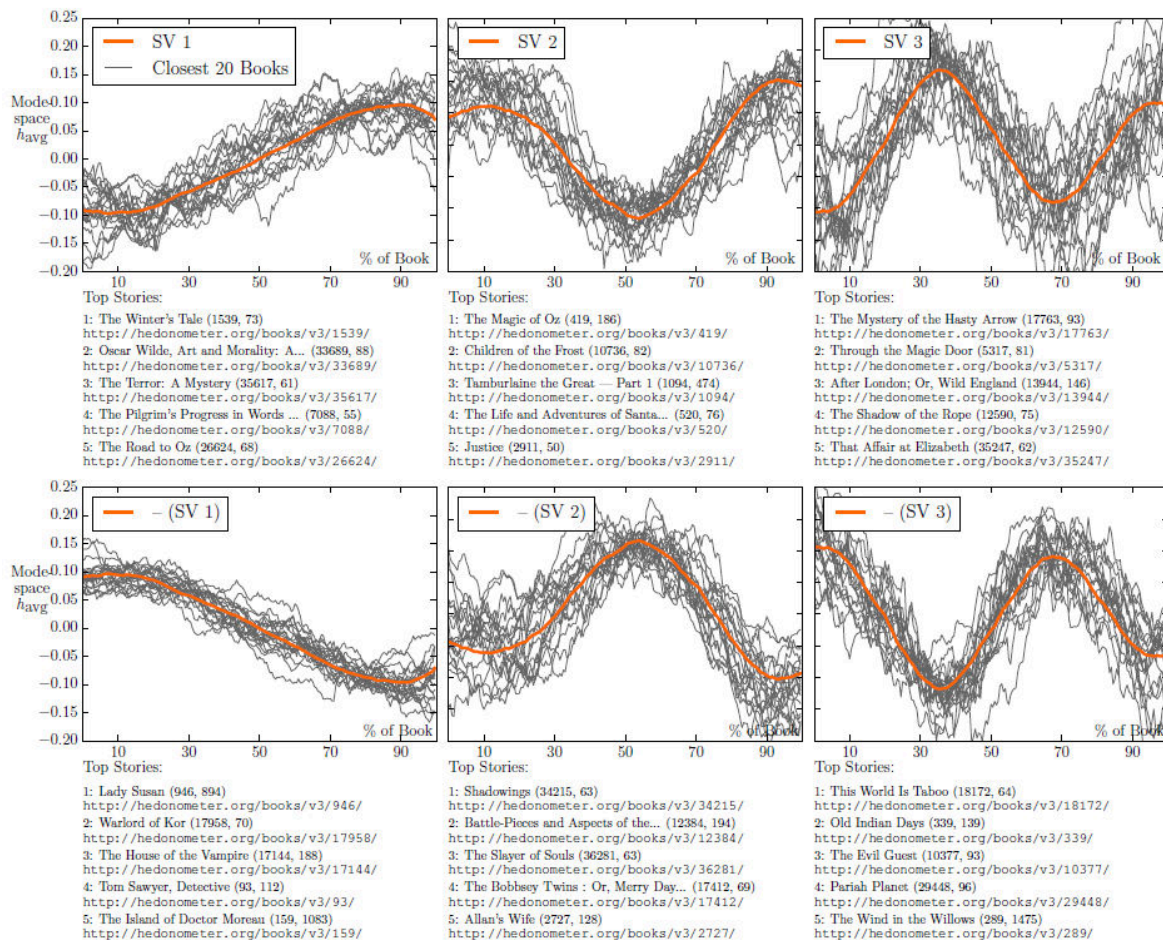 SV 1
Closest 20 Books
SV 2
SV 3
0.25
0.20
0.15
0.10
0.05
0.00
−0.05
−0.10
−0.15
−0.20
Mode-
space
havg
% of Book
% of Book
% of Book
10 30 50 70 90
10 30 50 70 90
10 30 50 70 90
Top Stories:
1: The Winter's Tale (1539, 73)
http://hedonometer.org/books/v3/1539/
2: Oscar Wilde, Art and Morality: A... (33689, 88)
http://hedonometer.org/books/v3/33689/
3: The Terror: A Mystery (35617, 61)
http://hedonometer.org/books/v3/35617/
4: The Pilgrim's Progress in Words ... (7088, 55)
http://hedonometer.org/books/v3/7088/
5: The Road to Oz (26624, 68)
http://hedonometer.org/books/v3/26624/
Top Stories:
1: The Magic of Oz (419, 186)
http://hedonometer.org/books/v3/419/
2: Children of the Frost (10736, 82)
http://hedonometer.org/books/v3/10736/
3: Tamburlaine the Great — Part 1 (1094, 474)
http://hedonometer.org/books/v3/1094/
4: The Life and Adventures of Santa... (520, 76)
http://hedonometer.org/books/v3/520/
5: Justice (2911, 50)
http://hedonometer.org/books/v3/2911/
Top Stories:
1: The Mystery of the Hasty Arrow (17763, 93)
http://hedonometer.org/books/v3/17763/
2: Through the Magic Door (5317, 81)
http://hedonometer.org/books/v3/5317/
3: After London; Or, Wild England (13944, 146)
http://hedonometer.org/books/v3/13944/
4: The Shadow of the Rope (12590, 75)
http://hedonometer.org/books/v3/12590/
5: That Affair at Elizabeth (35247, 62)
http://hedonometer.org/books/v3/35247/
– (SV 1)
– (SV 2)
– (SV 3)
0.25
0.20
0.15
0.10
0.05
0.00
−0.05
−0.10
−0.15
−0.20
Mode-
space
havg
% of Book
% of Book
% of Book
10 30 50 70 90
10 30 50 70 90
10 30 50 70 90
Top Stories:
1: Lady Susan (946, 894)
http://hedonometer.org/books/v3/946/
2: Warlord of Kor (17958, 70)
http://hedonometer.org/books/v3/17958/
3: The House of the Vampire (17144, 188)
http://hedonometer.org/books/v3/17144/
4: Tom Sawyer, Detective (93, 112)
http://hedonometer.org/books/v3/93/
5: The Island of Doctor Moreau (159, 1083)
http://hedonometer.org/books/v3/159/
Top Stories:
1: Shadowings (34215, 63)
http://hedonometer.org/books/v3/34215/
2: Battle-Pieces and Aspects of the... (12384, 194)
http://hedonometer.org/books/v3/12384/
3: The Slayer of Souls (36281, 63)
http://hedonometer.org/books/v3/36281/
4: The Bobbsey Twins : Or, Merry Day... (17412, 69)
http://hedonometer.org/books/v3/17412/
5: Allan's Wife (2727, 128)
http://hedonometer.org/books/v3/2727/
Top Stories:
1: This World Is Taboo (18172, 64)
http://hedonometer.org/books/v3/18172/
2: Old Indian Days (339, 139)
http://hedonometer.org/books/v3/339/
3: The Evil Guest (10377, 93)
http://hedonometer.org/books/v3/10377/
4: Pariah Planet (29448, 96)
http://hedonometer.org/books/v3/29448/
5: The Wind in the Willows (289, 1475)
http://hedonometer.org/books/v3/289/